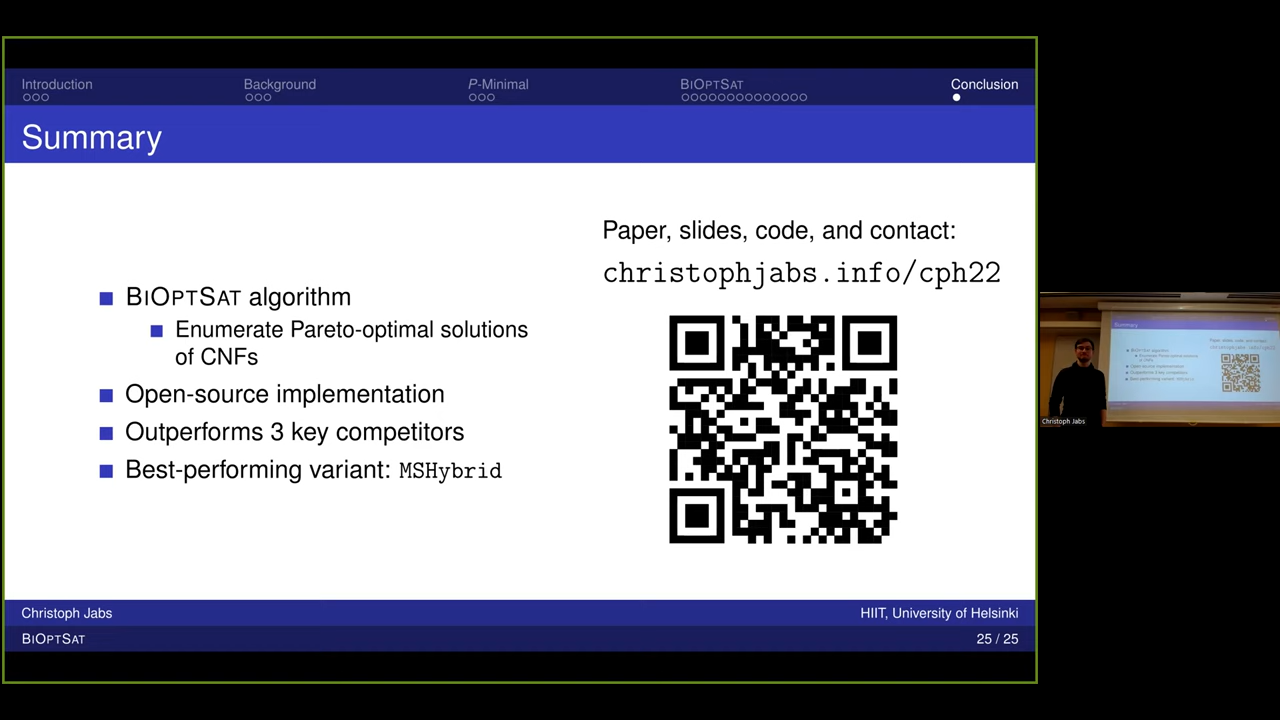 Introduction
Background
P-Minimal
BIOPTSAT
Conclusion
Summary
BIOPTSAT algorithm
Enumerate Pareto-optimal solutions
of CNFs
Open-source implementation
Outperforms 3 key competitors
Best-performing variant: MSHybrid
Paper, slides, code, and contact:
christophjabs.info/cph22
Christoph Jabs
HIIT, University of Helsinki
BIOPTSAT
25 / 25
Summary
Christoph Jabs